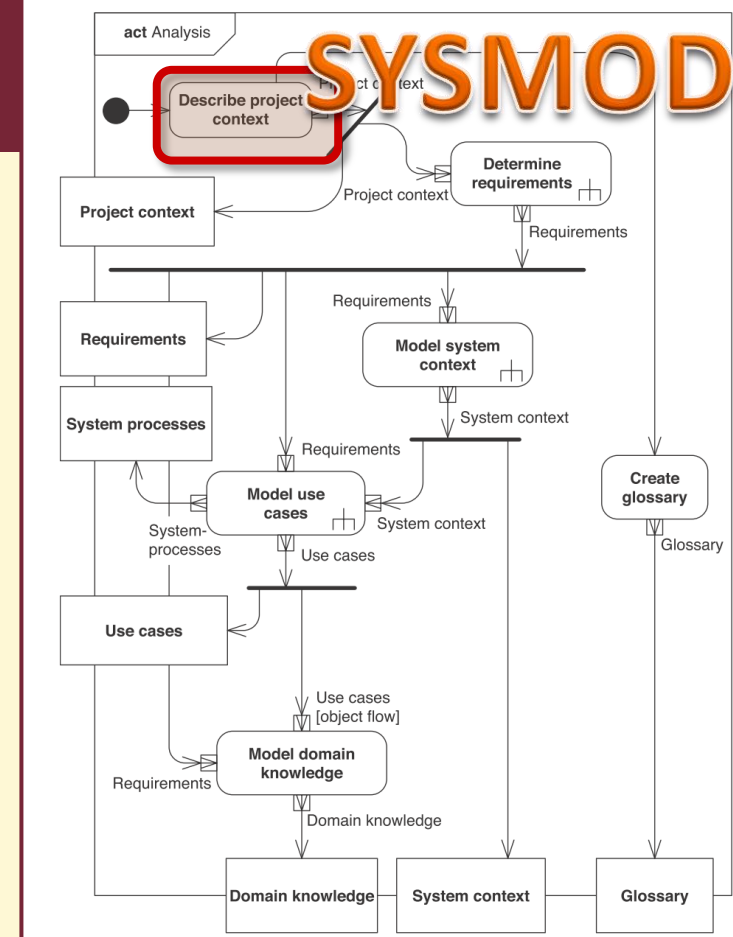 act Analysis
SYSMOD
Project context
Describe project
context
Determine
requirements
Project context
Project context
Requirements
Requirements
Requirements
Model system
context
System processes
System context
Requirements
Model use
cases
Create
glossary
System context
System-
processes
Use cases
Glossary
Use cases
Use cases
[object flow]
Model domain
knowledge
Requirements
Domain knowledge
Domain knowledge
System context
Glossary